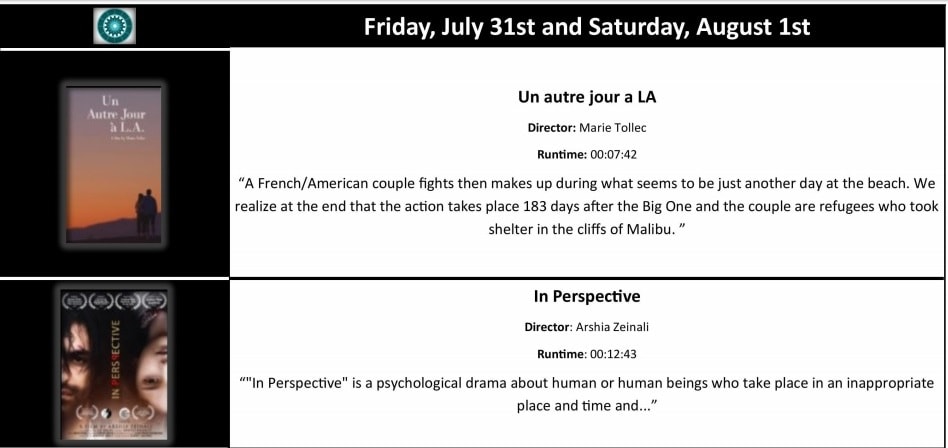 Friday, July 31st and Saturday, August 1st
Un
Autre Jour
à L.A.
Un autre jour a LA
Director: Marie Tollec
Runtime: 00:07:42
“A French/American couple fights then makes up during what seems to be just another day at the beach. We
realize at the end that the action takes place 183 days after the Big One and the couple are refugees who took
shelter in the cliffs of Malibu. ”
IN PERSPECTIVE
A FILM BY ARSHIA ZEINALI
In Perspective
Director: Arshia Zeinali
Runtime: 00:12:43
“"In Perspective" is a psychological drama about human or human beings who take place in an inappropriate
place and time and...”